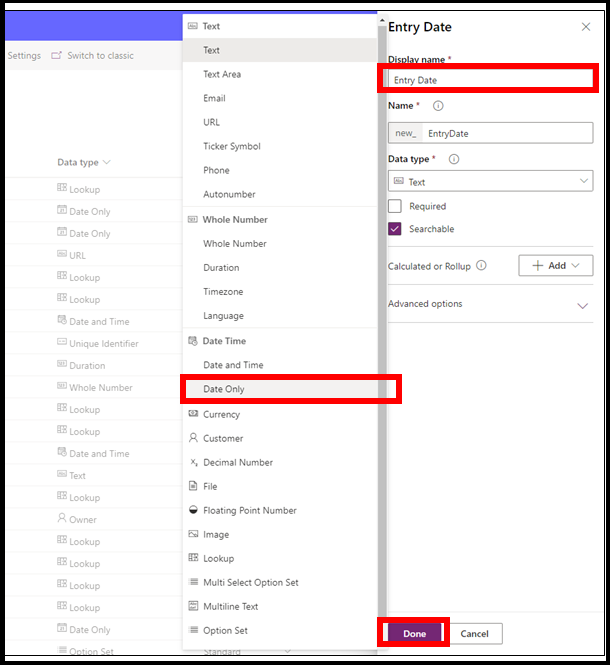 Settings
Switch to classic
Data type
Lookup
Date Only
Date Only
URL
Lookup
Lookup
Date and Time
Unique Identifier
Duration
Whole Number
Lookup
Lookup
Date and Time
Text
Lookup
Owner
Lookup
Lookup
Lookup
Lookup
Date Only
Option Set
Standard
Text
Text
Text Area
Email
URL
Ticker Symbol
Phone
Autonumber
Whole Number
Whole Number
Duration
Timezone
Language
Date Time
Date and Time
Date Only
Currency
Customer
Decimal Number
File
Floating Point Number
Image
Lookup
Multi Select Option Set
Multiline Text
Option Set
Entry Date
Display name *
Entry Date
Name *
new_ EntryDate
Data type *
Text
Required
Searchable
Calculated or Rollup
Add
Advanced options
Done
Cancel